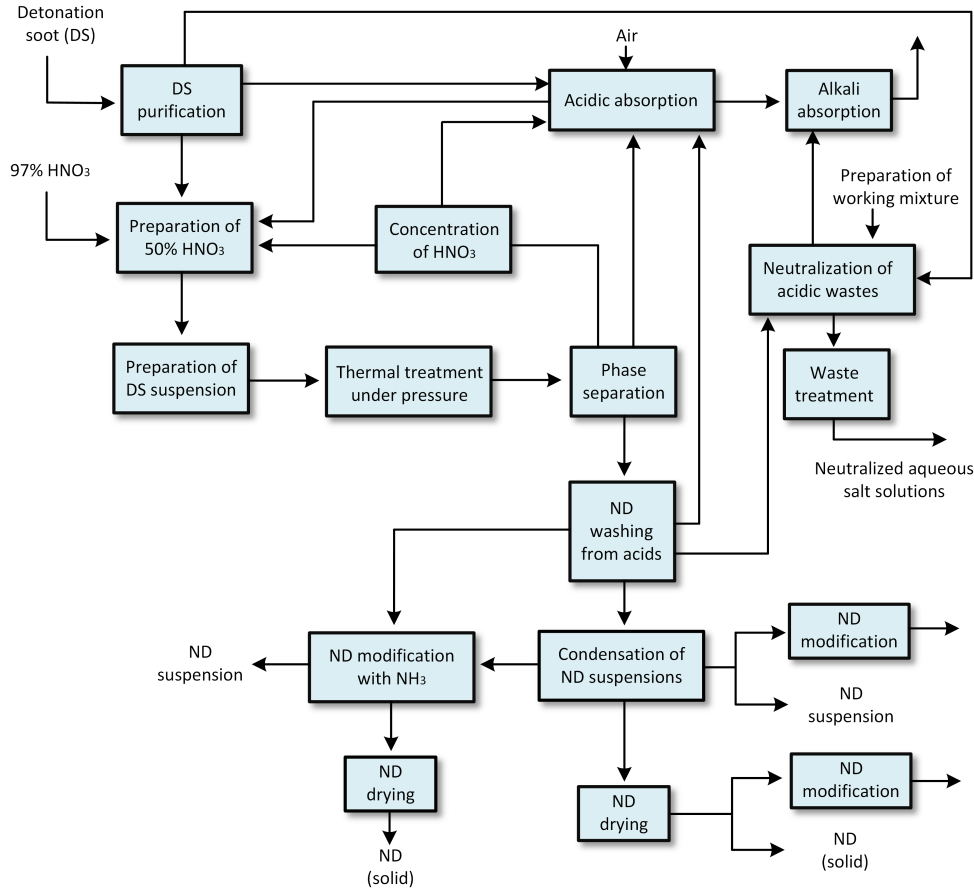 Detonation
soot (DS)
Air
DS
purification
Acidic absorption
Alkali
absorption
97% HNO₃
Preparation of
working mixture
Preparation of
50% HNO₃
Concentration
of HNO₃
Neutralization of
acidic wastes
Preparation of
DS suspension
Thermal treatment
under pressure
Phase
separation
Waste
treatment
Neutralized aqueous
salt solutions
ND
washing
from acids
ND
modification
ND
suspension
ND modification
with NH₃
Condensation of
ND suspensions
ND
suspension
ND
drying
ND
drying
ND
modification
ND
(solid)
ND
(solid)